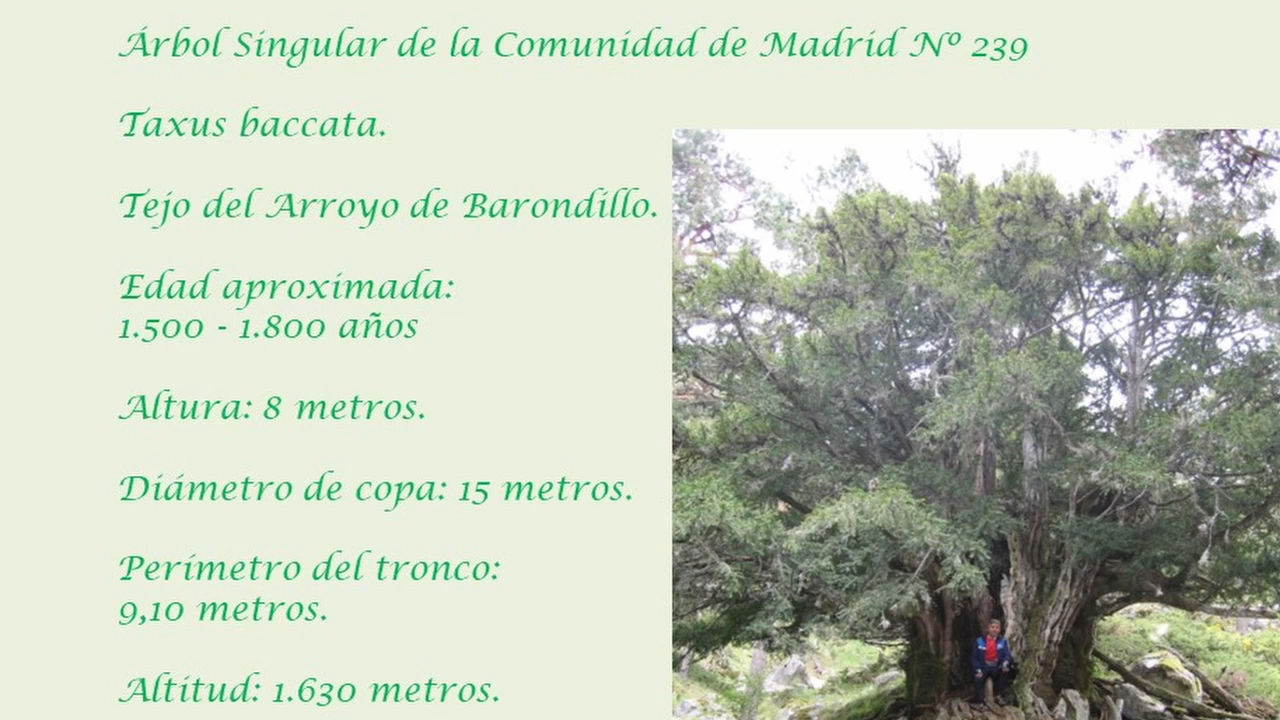 Árbol Singular de la Comunidad de Madrid Nº 239
Taxus baccata.
Tejo del Arroyo de Barondillo.
Edad aproximada:
1.500 - 1.800 años
Altura: 8 metros.
Diámetro de copa: 15 metros.
Perímetro del tronco:
9,10 metros.
Altitud: 1.630 metros.